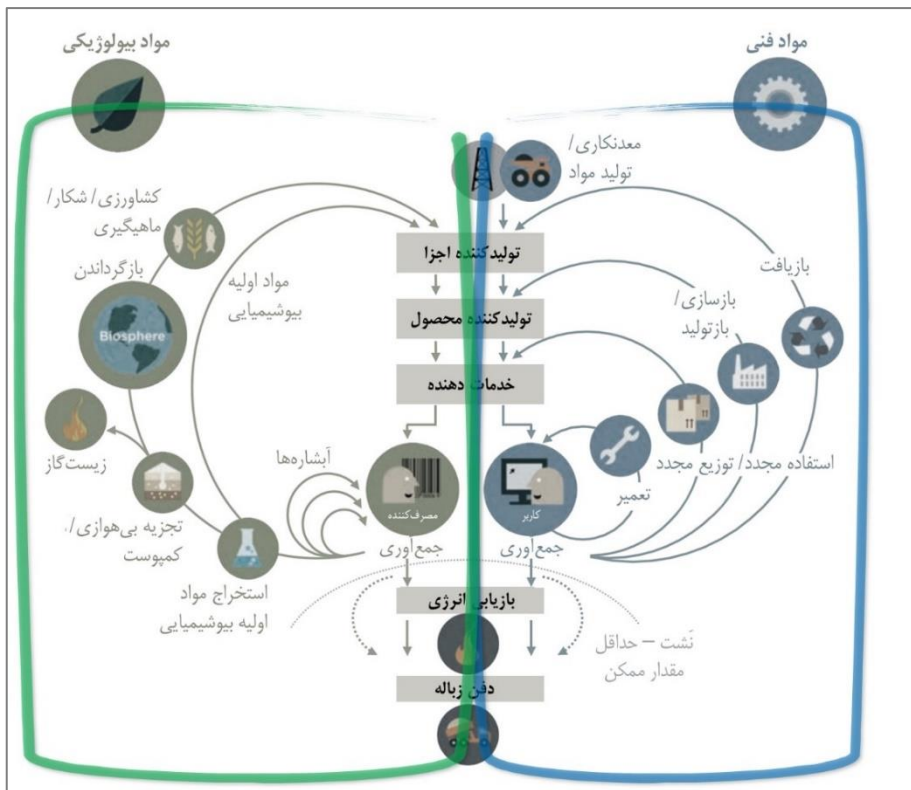 مواد فنی
مواد بیولوژیکی
معدنکاری/
تولید مواد
کشاورزی/ شکار/
ماهیگیری
تولیدکننده اجزا
بازیافت
بازگرداندن
مواد اولیه
بیوشیمیایی
بازسازی/
بازتولید
Biosphere
تولیدکننده محصول
خدمات دهنده
استفاده مجدد/ توزیع مجدد
تعمیر
آبشارها
زیست‌گاز
کاربر
مصرف‌کننده
تجزیه بی‌هوازی/.
کمپوست
جمع‌آوری
جمع‌آوری
استخراج مواد
اولیه بیوشیمیایی
بازیابی انرژی
نَشت – حداقل
مقدار ممکن
دفن زباله